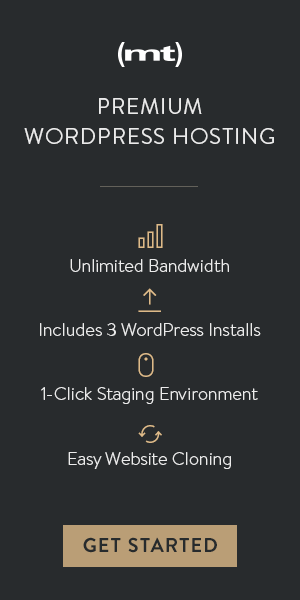 (mt)
PREMIUM
WORDPRESS HOSTING
Unlimited Bandwidth
Includes 3 WordPress Installs
1-Click Staging Environment
Easy Website Cloning
GET STARTED